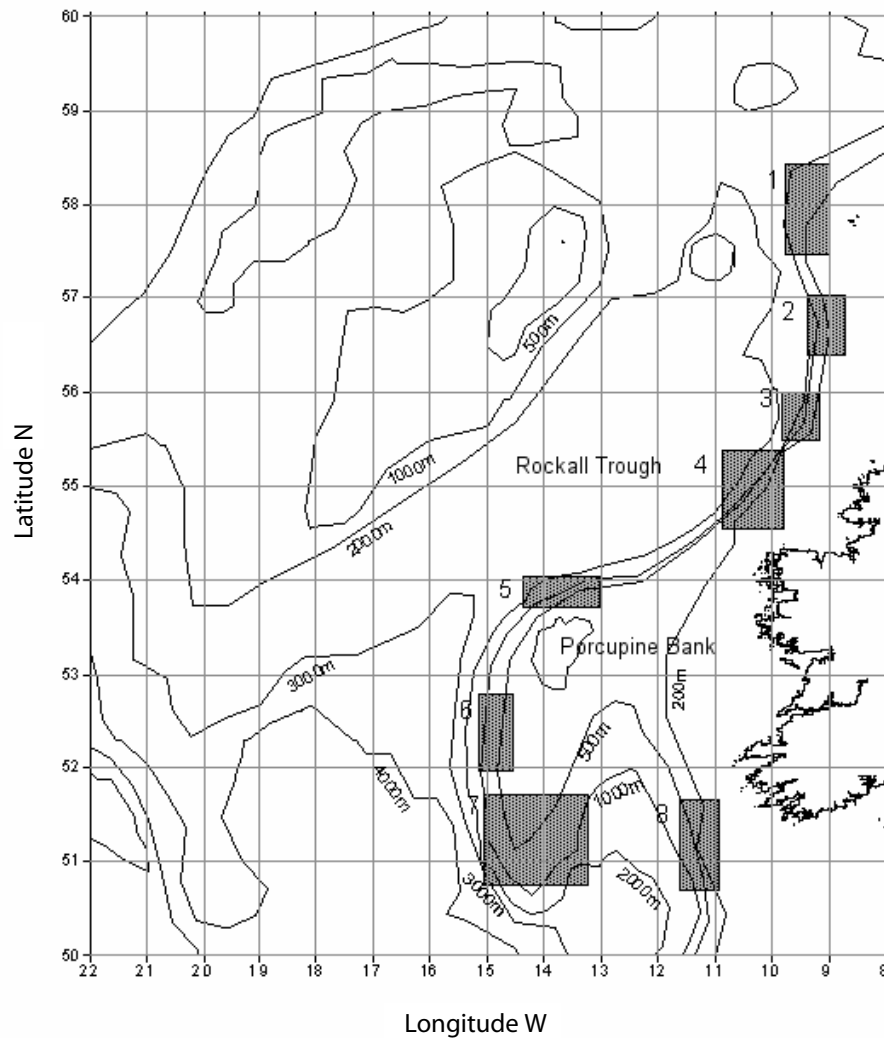 60
59
1
58
57
2
500m
56
3
1000m
Rockall Trough
4
55
2000m
54
5
Porcupine Bank
53
3000m
200m
6
500m
52
4000m
7
1000m
8
51
3000m
2000m
50
22 21 20 19 18 17 16 15 14 13 12 11 10 9 8
Latitude N
Longitude W